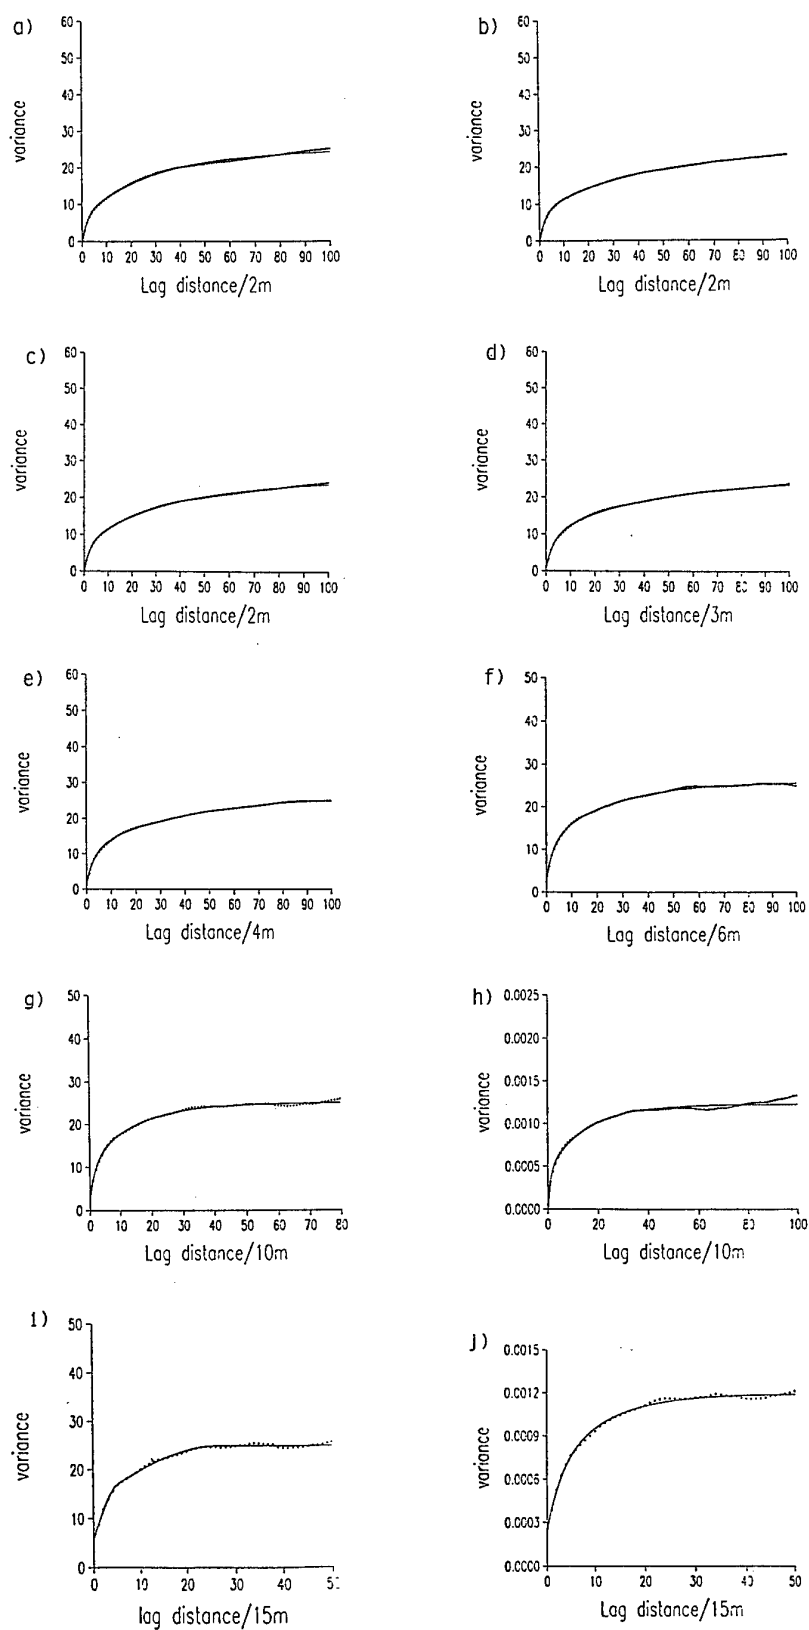 a)
variance
60
50
40
30
20
10
0
0 10 20 30 40 50 60 70 80 90 100
Lag distance/2m
b)
variance
60
50
40
30
20
10
0
0 10 20 30 40 50 60 70 80 90 100
Lag distance/2m
c)
variance
60
50
40
30
20
10
0
0 10 20 30 40 50 60 70 80 90 100
Lag distance/2m
d)
variance
60
50
40
30
20
10
0
0 10 20 30 40 50 60 70 80 90 100
Lag distance/3m
e)
variance
60
50
40
30
20
10
0
0 10 20 30 40 50 60 70 80 90 100
Lag distance/4m
f)
variance
50
40
30
20
10
0
0 10 20 30 40 50 60 70 80 90 100
Lag distance/6m
g)
variance
50
40
30
20
10
0
0 10 20 30 40 50 60 70 80
Lag distance/10m
h)
variance
0.0025
0.0020
0.0015
0.0010
0.0005
0.0000
0 20 40 60 80 100
Lag distance/10m
i)
variance
50
40
30
20
10
0
0 10 20 30 40 50
lag distance/15m
j)
variance
0.0015
0.0012
0.0009
0.0006
0.0003
0.0000
0 10 20 30 40 50
Lag distance/15m